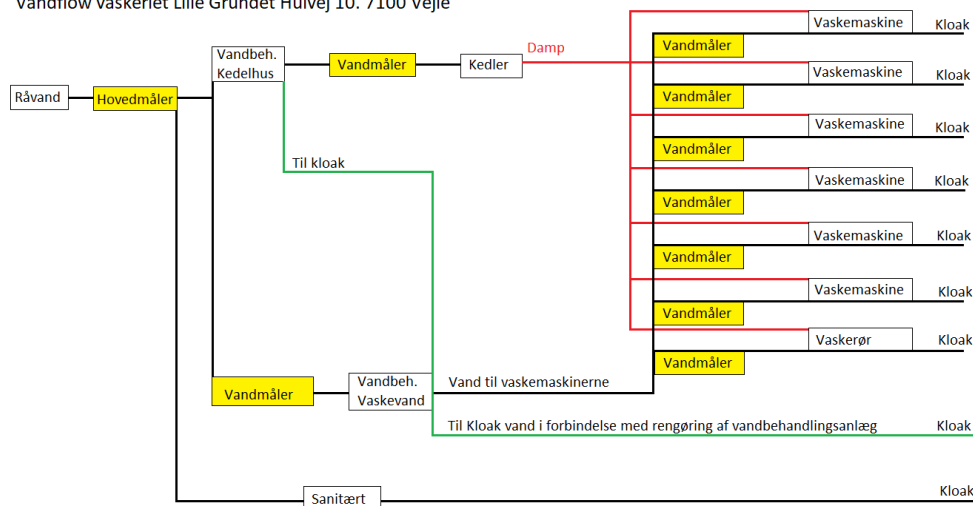 Vandflow Vaskeriet Lille Grundet Hulvej 10. 7100 Vejle
Vaskemaskine
Kloak
Vandmåler
Damp
Vandbeh.
Kedelhus
Vandmåler
Kedler
Vaskemaskine
Kloak
Vandmåler
Råvand
Hovedmåler
Vaskemaskine
Kloak
Vandmåler
Til kloak
Vaskemaskine
Kloak
Vandmåler
Vaskemaskine
Kloak
Vandmåler
Vaskemaskine
Kloak
Vandmåler
Vaskerør
Kloak
Vandmåler
Vandmåler
Vandbeh.
Vaskevand
Vand til vaskemaskinerne
Til Kloak vand i forbindelse med rengøring af vandbehandlingsanlæg
Kloak
Sanitært
Kloak